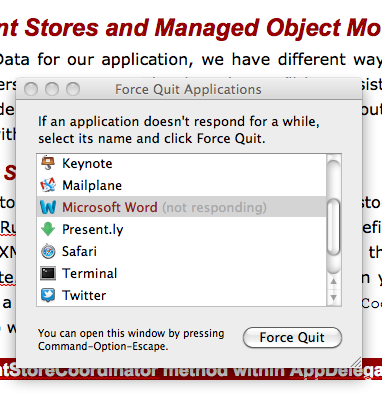 nt Stores and Managed Object Mo
Data for our application, we have different way
Force Quit Applications
If an application doesn't respond for a while,
select its name and click Force Quit.
Keynote
Mailplane
Microsoft Word (not responding)
Present.ly
Safari
Terminal
Twitter
You can open this window by pressing
Command-Option-Escape.
Force Quit
ntStoreCoordinator method within AppDelega